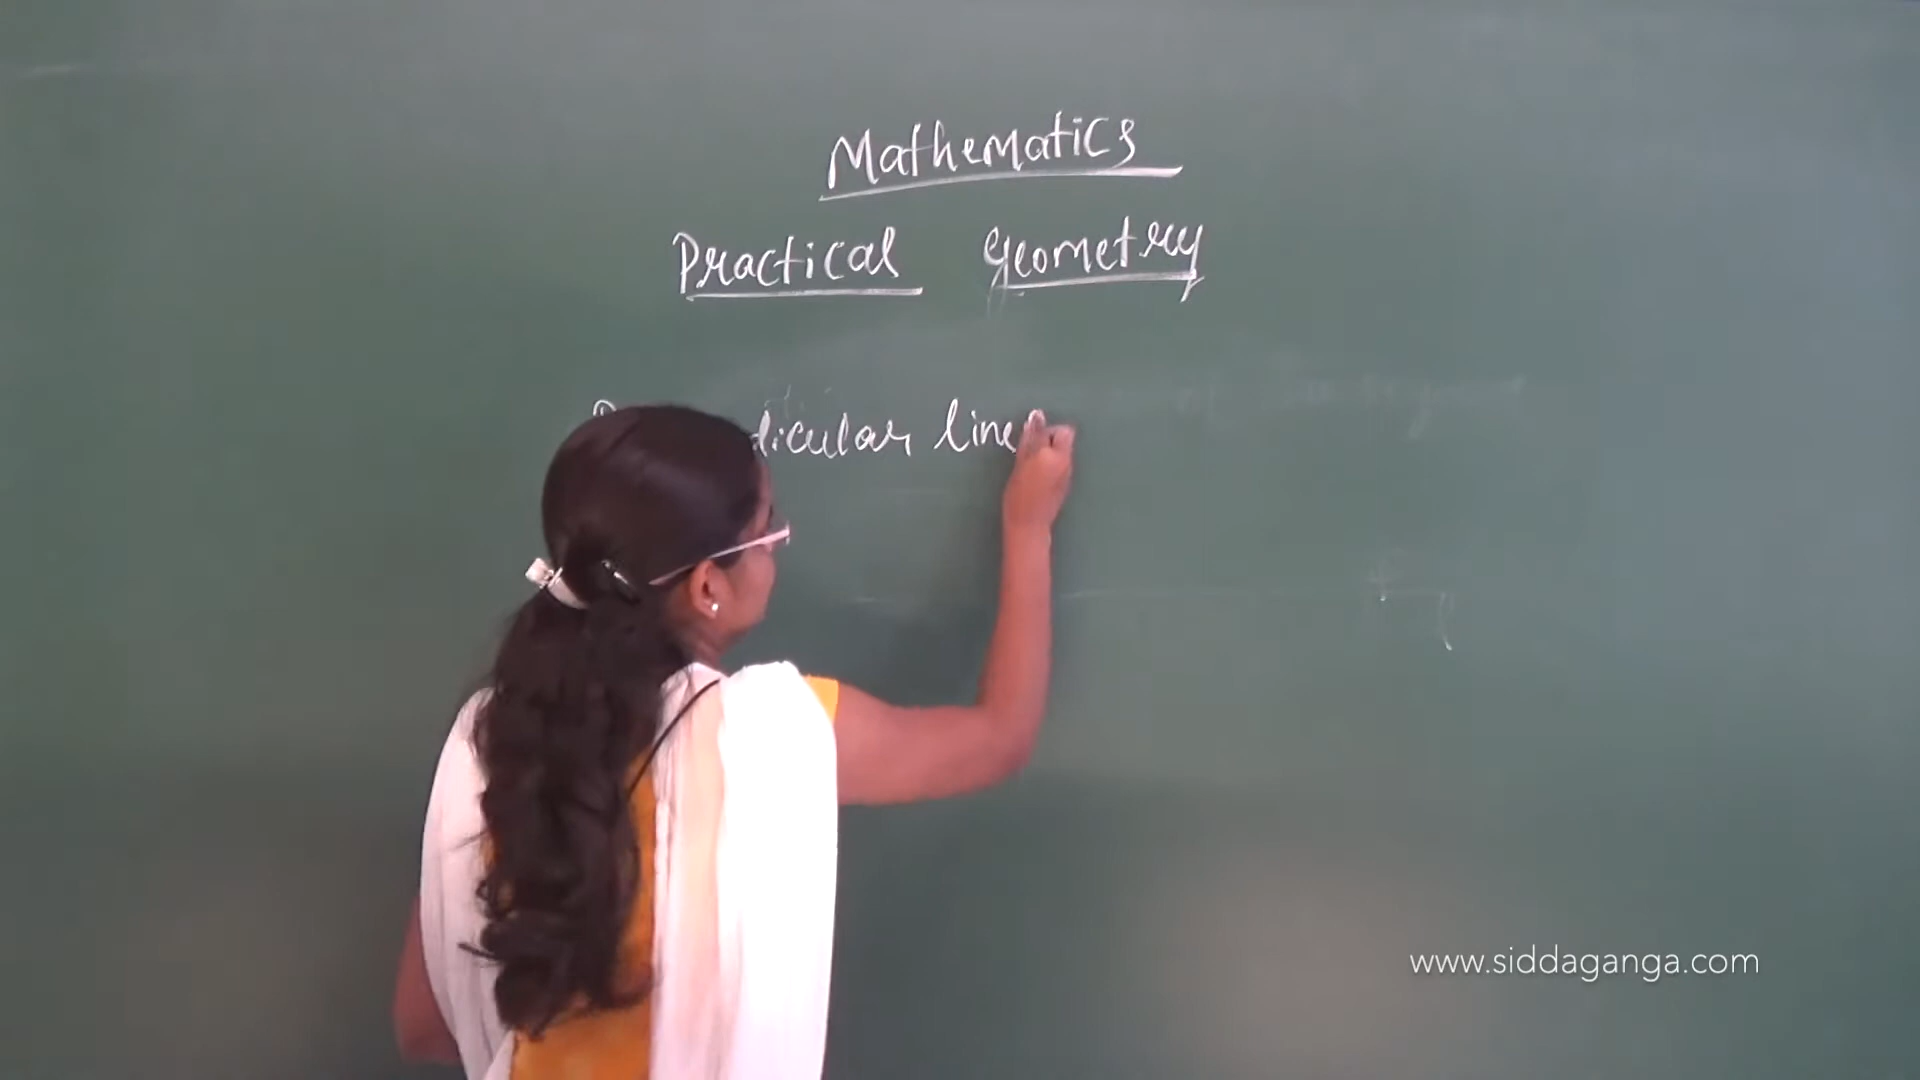 Mathematics
Practical Geometry
dicular line
www.siddaganga.com